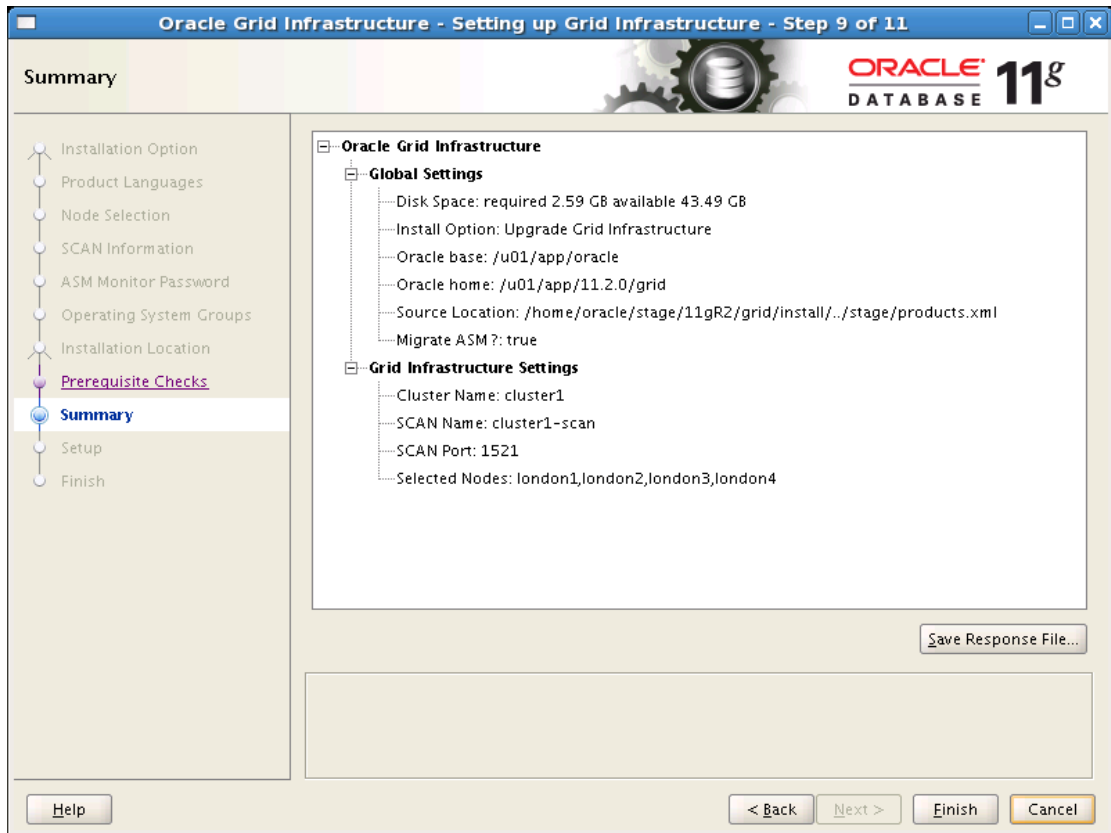 Oracle Grid Infrastructure - Setting up Grid Infrastructure - Step 9 of 11
Summary
ORACLE 11g
DATABASE
Installation Option
Product Languages
Node Selection
SCAN Information
ASM Monitor Password
Operating System Groups
Installation Location
Prerequisite Checks
Summary
Setup
Finish
Oracle Grid Infrastructure
Global Settings
Disk Space: required 2.59 GB available 43.49 GB
Install Option: Upgrade Grid Infrastructure
Oracle base: /u01/app/oracle
Oracle home: /u01/app/11.2.0/grid
Source Location: /home/oracle/stage/11gR2/grid/install/../stage/products.xml
Migrate ASM ?: true
Grid Infrastructure Settings
Cluster Name: cluster1
SCAN Name: cluster1-scan
SCAN Port: 1521
Selected Nodes: london1,london2,london3,london4
Save Response File...
Help < Back Next > Finish Cancel